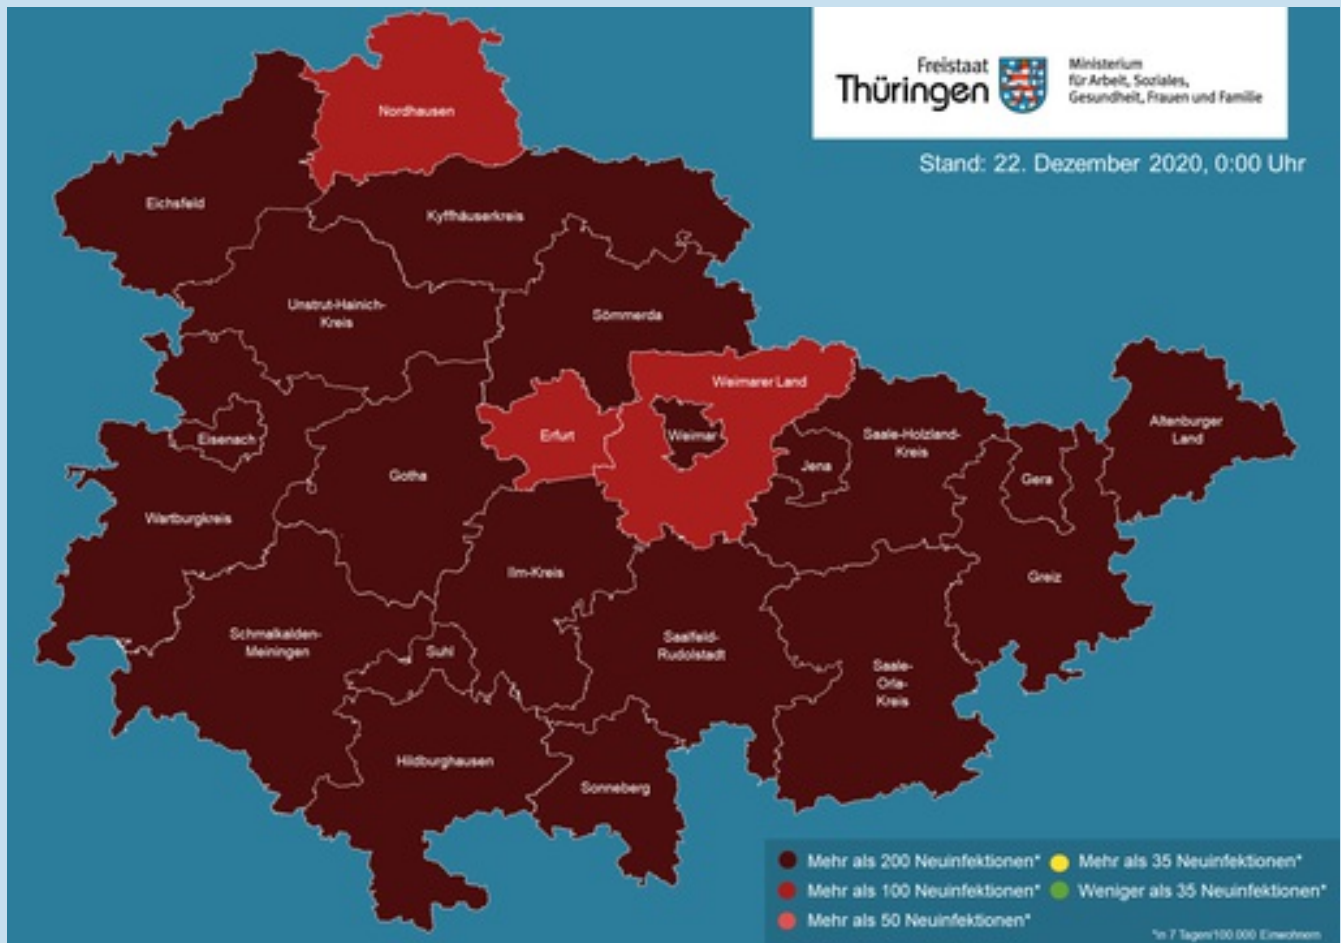 Freistaat
Thüringen
Ministerium
für Arbeit, Soziales,
Gesundheit, Frauen und Familie
Stand: 22. Dezember 2020, 0:00 Uhr
Nordhausen
Eichsfeld
Kyffhäuserkreis
Unstrut-Hainich-
Kreis
Sömmerda
Weimarer Land
Altenburger
Land
Eisenach
Erfurt
Weimar
Saale-Holzland-
Kreis
Jena
Gotha
Gera
Wartburgkreis
Ilm-Kreis
Greiz
Schmalkalden-
Meiningen
Suhl
Saalfeld-
Rudolstadt
Saale-
Orla-
Kreis
Hildburghausen
Sonneberg
Mehr als 200 Neuinfektionen*
Mehr als 100 Neuinfektionen*
Mehr als 50 Neuinfektionen*
Mehr als 35 Neuinfektionen*
Weniger als 35 Neuinfektionen*
*in 7 Tagen/100 000 Einwohnern